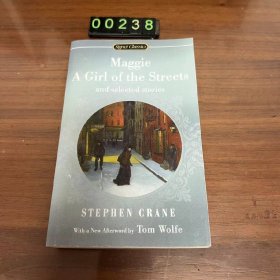 00238
Signet Classics
Maggie
A Girl of the Streets
and selected stories
STEPHEN CRANE
With a New Afterword by Tom Wolfe